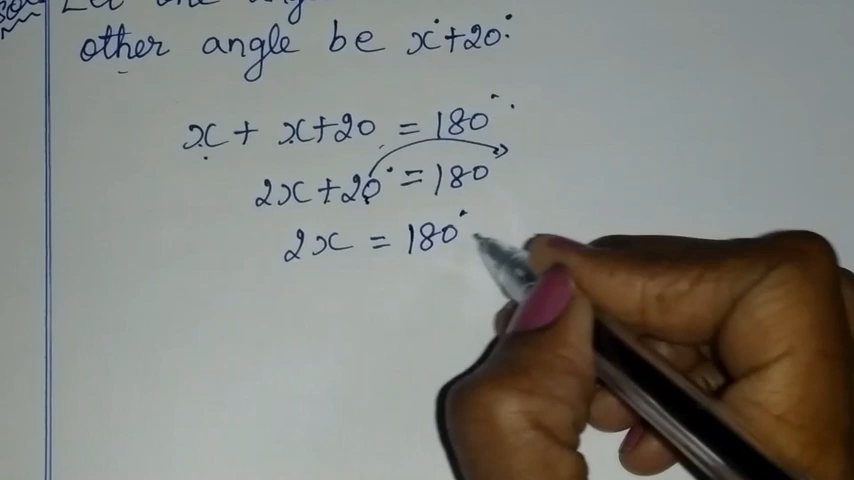 other angle be x°+20°
x + x+20 = 180°
2x+20° = 180
2x = 180°